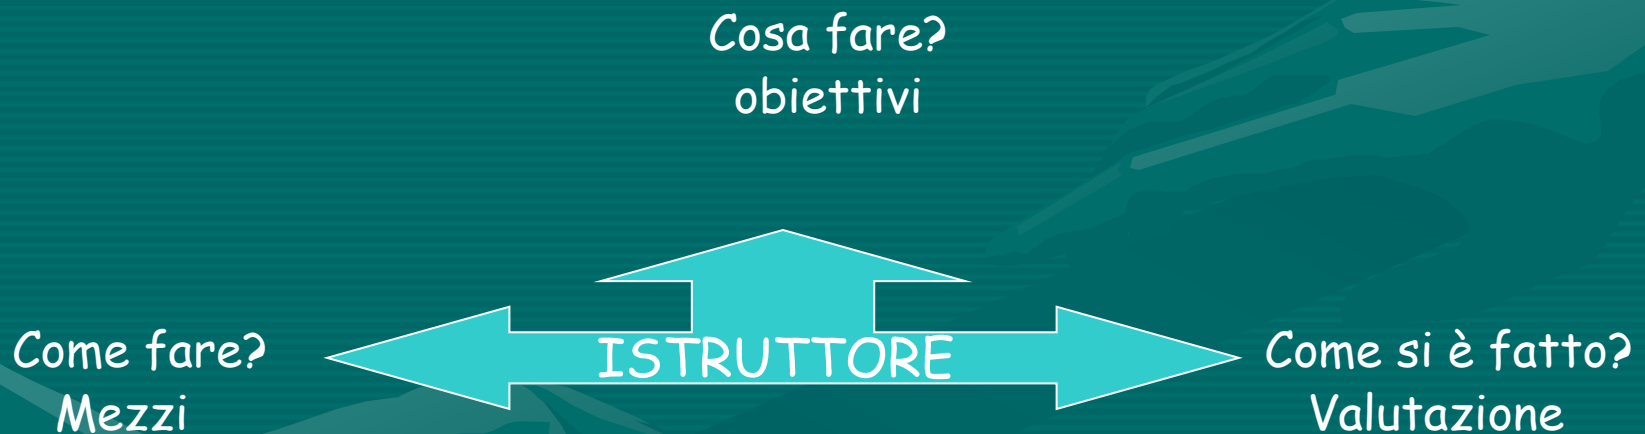 Cosa fare?
obiettivi
Come fare?
Mezzi
ISTRUTTORE
Come si è fatto?
Valutazione